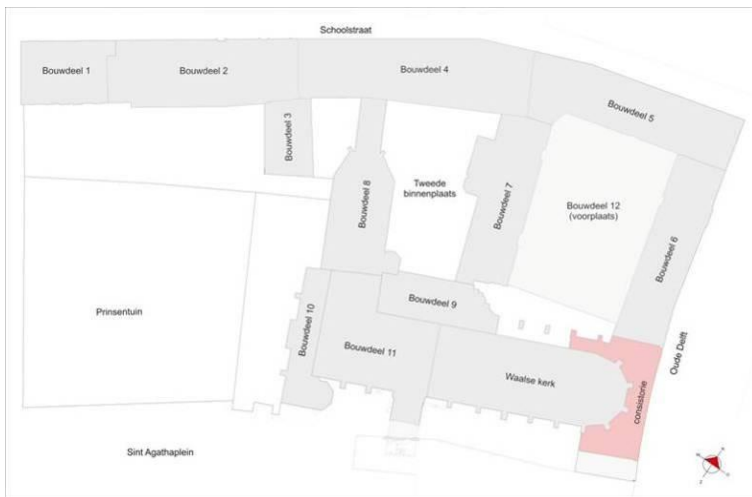 Schoolstraat
Bouwdeel 1
Bouwdeel 2
Bouwdeel 4
Bouwdeel 5
Bouwdeel 3
Bouwdeel 8
Tweede
binnenplaats
Bouwdeel 7
Bouwdeel 12
(voorplaats)
Bouwdeel 6
Prinsentuin
Bouwdeel 10
Bouwdeel 9
Bouwdeel 11
Waalse kerk
consistorie
Oude Delft
Sint Agathaplein